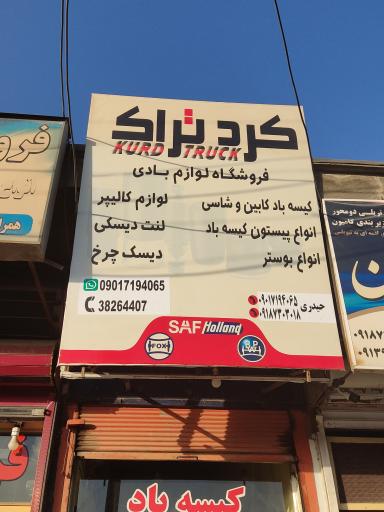 کرد تراک
KURD TRUCK
فروشگاه لوازم بادی
کیسه باد کابین و شاسی
انواع پیستون کیسه باد
انواع بوستر
لوازم کالیپر
لنت دیسکی
دیسک چرخ
09017194065
38264407
حیدری ۰۹۰۱۷۱۹۴۰۶۵
SAF Holland
FOX
کیسه باد
همراه